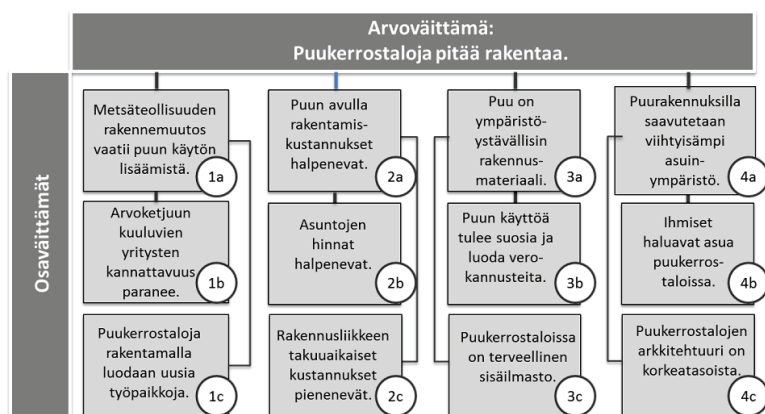 Arvoväittämä:
Puukerrostaloja pitää rakentaa.
Osaväittämät
Metsäteollisuuden
rakennemuutos
vaatii puun käytön
lisäämistä.
1a
Puun avulla
rakentamis-
kustannukset
halpenevat.
2a
Puu on
ympäristö-
ystävällisin
rakennus-
materiaali.
3a
Puurakennuksilla
saavutetaan
viihtyisämpi
asuin-
ympäristö.
4a
Arvoketjuun
kuuluvien
yritysten
kannattavuus
paranee.
1b
Asuntojen
hinnat
halpenevat.
2b
Puun käyttöä
tulee suosia ja
luoda vero-
kannusteita.
3b
Ihmiset
haluavat asua
puukerros-
taloissa.
4b
Puukerrostaloja
rakentamalla
luodaan uusia
työpaikkoja.
1c
Rakennusliikkeen
takuuaikaiset
kustannukset
pienenevät.
2c
Puukerrostaloissa
on terveellinen
sisäilmasto.
3c
Puukerrostalojen
arkkitehtuuri on
korkeatasoista.
4c